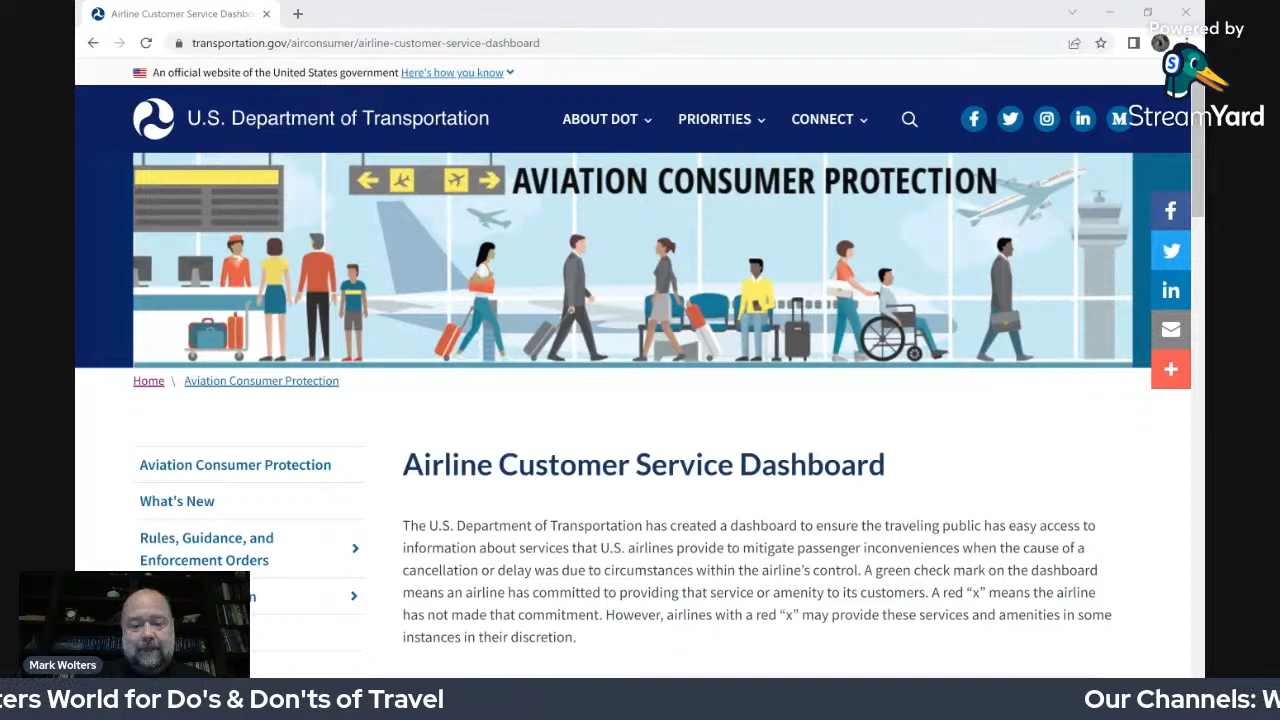 Airline Customer Service Dashbo
transportation.gov/airconsumer/airline-customer-service-dashboard
Powered by
S
StreamYard
An official website of the United States government Here's how you know
U.S. Department of Transportation
ABOUT DOT
PRIORITIES
CONNECT
AVIATION CONSUMER PROTECTION
Home \ Aviation Consumer Protection
Aviation Consumer Protection
What's New
Rules, Guidance, and
Enforcement Orders
Airline Customer Service Dashboard
The U.S. Department of Transportation has created a dashboard to ensure the traveling public has easy access to
information about services that U.S. airlines provide to mitigate passenger inconveniences when the cause of a
cancellation or delay was due to circumstances within the airline's control. A green check mark on the dashboard
means an airline has committed to providing that service or amenity to its customers. A red “x” means the airline
has not made that commitment. However, airlines with a red “x” may provide these services and amenities in some
instances in their discretion.
Mark Wolters
ters World for Do's & Don'ts of Travel
Our Channels: W